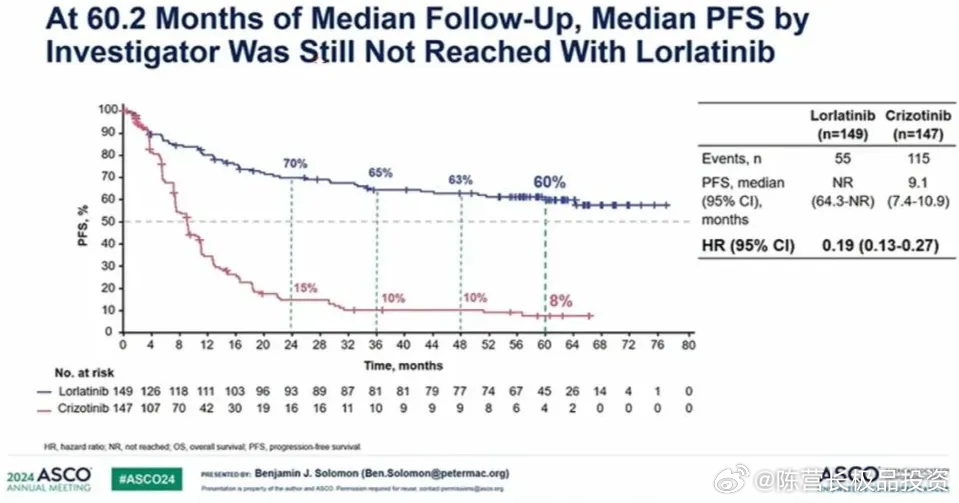 At 60.2 Months of Median Follow-Up, Median PFS by
Investigator Was Still Not Reached With Lorlatinib
PFS, %
100
90
80
70
60
50
40
30
20
10
0
70%
65%
63%
60%
15%
10%
10%
8%
0 4 8 12 16 20 24 28 32 36 40 44 48 52 56 60 64 68 72 76 80
Time, months
Lorlatinib (n=149) Crizotinib (n=147)
Events, n 55 115
PFS, median (95% CI), months NR (64.3-NR) 9.1 (7.4-10.9)
HR (95% CI) 0.19 (0.13-0.27)
No. at risk
Lorlatinib 149 126 118 111 103 96 93 89 87 81 81 79 77 74 67 45 26 14 4 1 0
Crizotinib 147 107 70 42 30 19 16 16 11 10 9 9 9 8 6 4 2 0 0 0 0
HR, hazard ratio; NR, not reached; OS, overall survival; PFS, progression-free survival.
2024 ASCO
ANNUAL MEETING
#ASCO24
PRESENTED BY: Benjamin J. Solomon (Ben.Solomon@petermac.org)
Presentation is property of the author and ASCO. Permission required for reuse; contact permissions@asco.org
ASCO
@陈营长极品投资